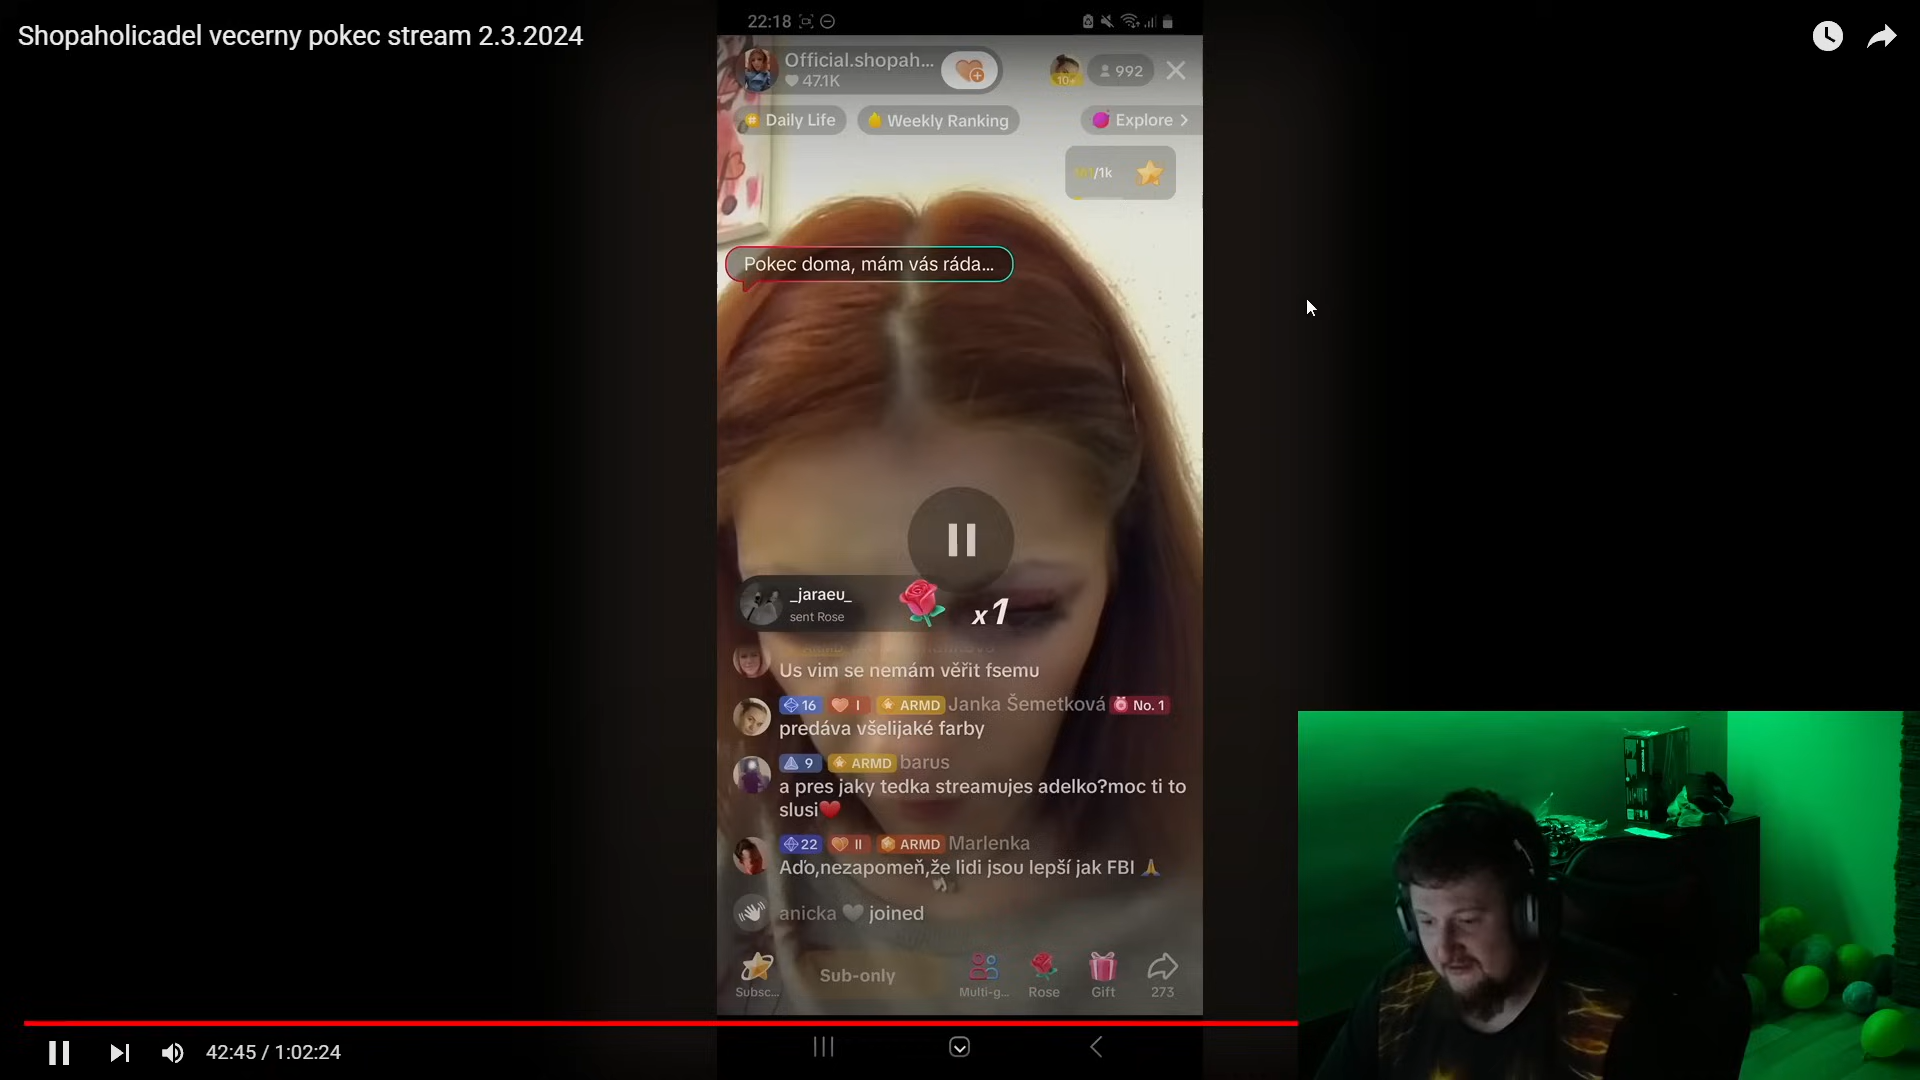 Shopaholicadel vecerny pokec stream 2.3.2024
22:18
Official.shopah...
47.1K
10+
992
Daily Life
Weekly Ranking
Explore
/1k
Pokec doma, mám vás ráda...
_jaraeu_
sent Rose
x1
Us vim se nemám věřit fsemu
16 I ARMD Janka Šemetková No. 1
predáva všelijaké farby
9 ARMD barus
a pres jaky tedka streamujes adelko?moc ti to
slusi❤️
22 II ARMD Marlenka
Aďo,nezapomeň,že lidi jsou lepší jak FBI 🙏
anicka 🤍 joined
Subsc...
Sub-only
Multi-g...
Rose
Gift
273
42:45 / 1:02:24